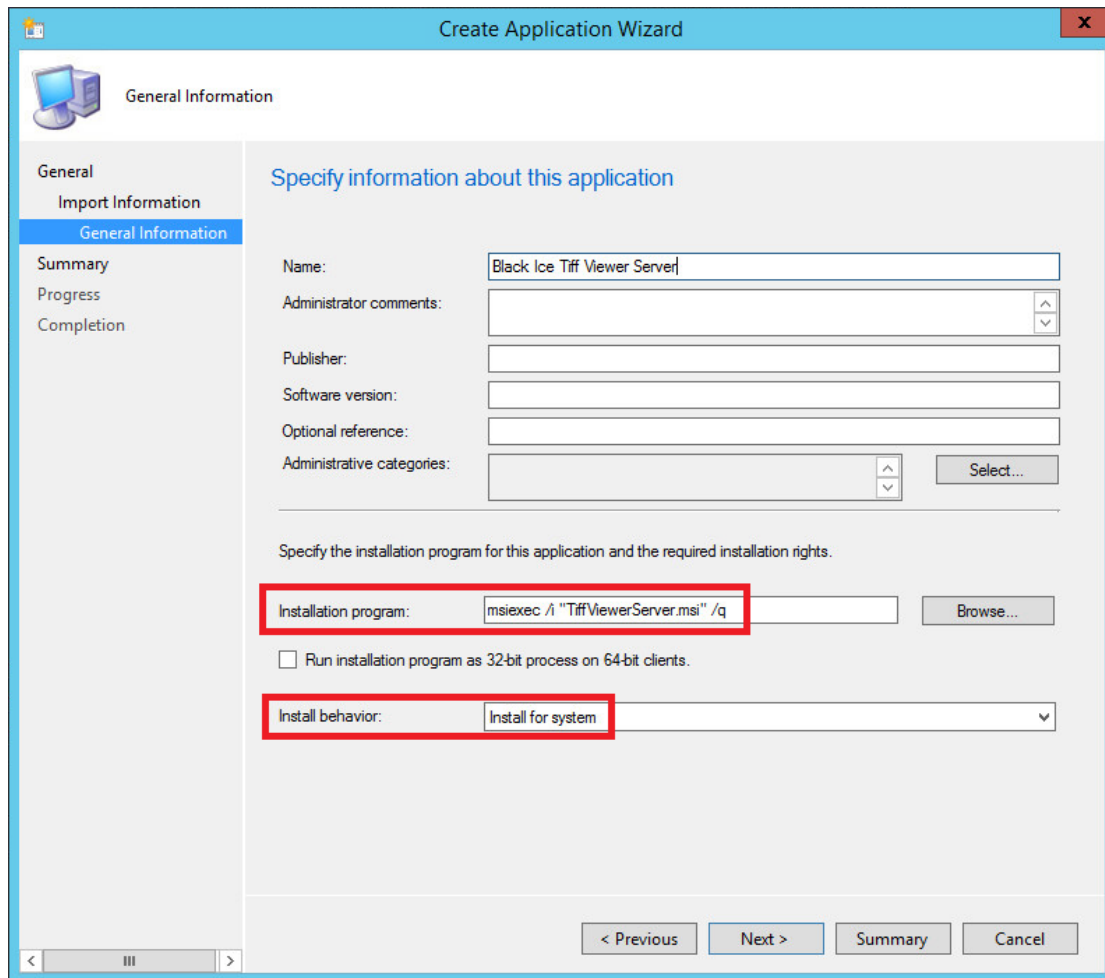 Create Application Wizard
x
General Information
General
Import Information
General Information
Summary
Progress
Completion
Specify information about this application
Name: Black Ice Tiff Viewer Server
Administrator comments:
Publisher:
Software version:
Optional reference:
Administrative categories: Select...
Specify the installation program for this application and the required installation rights.
Installation program: msiexec /i "TiffViewerServer.msi" /q Browse...
Run installation program as 32-bit process on 64-bit clients.
Install behavior: Install for system
< Previous Next > Summary Cancel